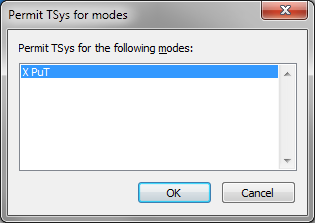 Permit TSys for modes
Permit TSys for the following modes:
X PuT
OK
Cancel